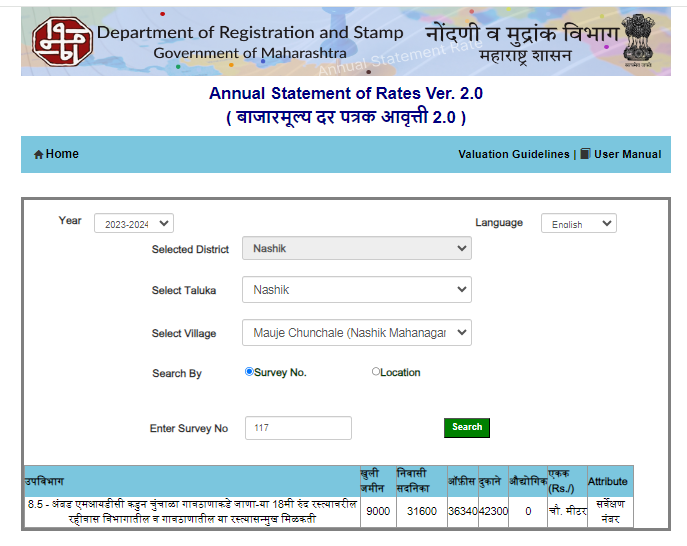 Department of Registration and Stamp
नोंदणी व मुद्रांक विभाग
Government of Maharashtra
महाराष्ट्र शासन
Annual Statement Rate
Annual Statement of Rates Ver. 2.0
( बाजारमूल्य दर पत्रक आवृत्ती 2.0 )
Home
Valuation Guidelines | User Manual
Year 2023-2024 Language English
Selected District Nashik
Select Taluka Nashik
Select Village Mauje Chunchale (Nashik Mahanagar
Search By Survey No. Location
Enter Survey No 117 Search
उपविभाग खुली जमीन निवासी सदनिका ऑफ़ीस दुकाने औद्योगिक एकक (Rs./) Attribute
8.5 - अंबड एमआयडीसी कडुन चुंचाळा गावठाणाकडे जाणा-या 18मी रुंद रस्त्यावरील
रहीवास विभागातील व गावठाणातील या रस्त्यासन्मुख मिळकती
9000 31600 36340 42300 0 चौ. मीटर सर्वेक्षण नंबर